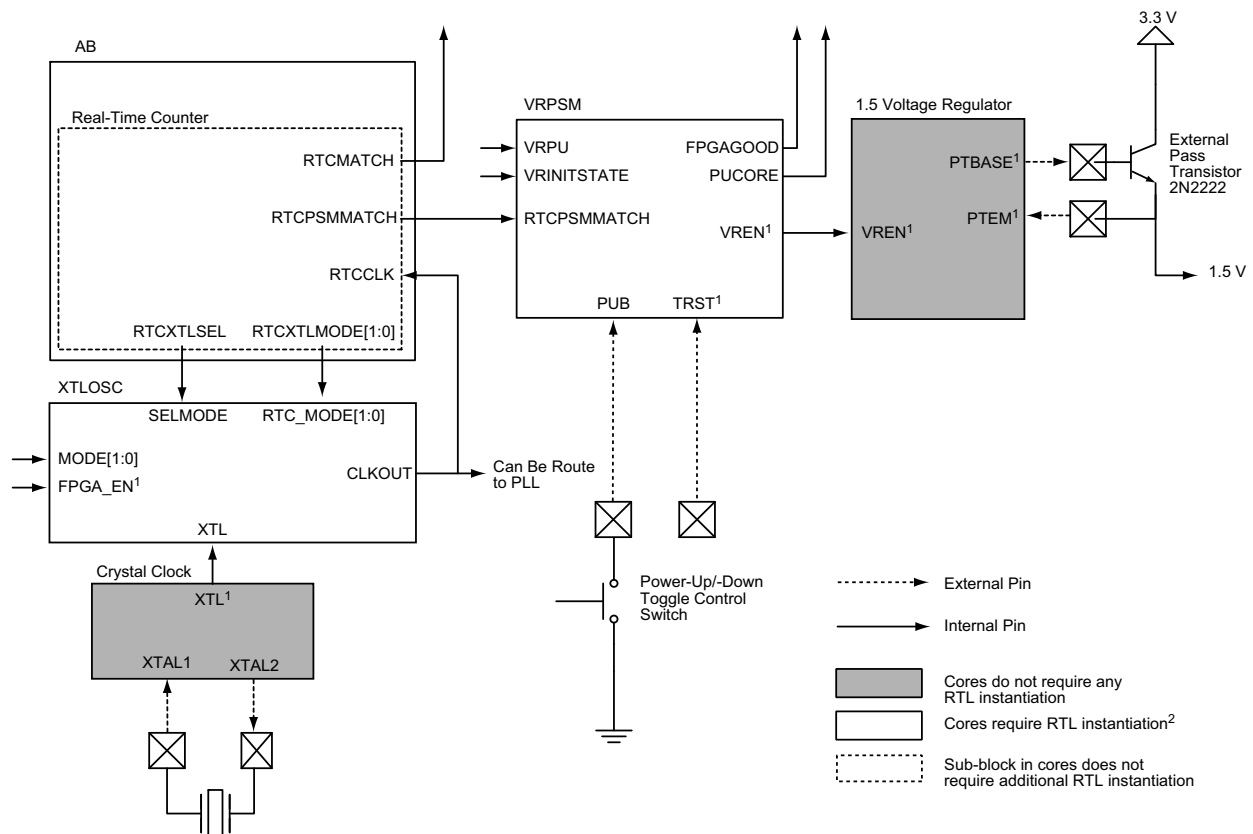 3.3 V
AB
Real-Time Counter
RTCMATCH
RTCPSMMATCH
RTCCLK
RTCXTLSEL
RTCXTLMODE[1:0]
VRPSM
VRPU
VRINITSTATE
RTCPSMMATCH
FPGAGOOD
PUCORE
VREN1
PUB
TRST1
1.5 Voltage Regulator
VREN1
PTBASE1
PTEM1
External
Pass
Transistor
2N2222
1.5 V
XTLOSC
SELMODE
RTC_MODE[1:0]
MODE[1:0]
FPGA_EN1
CLKOUT
XTL
Can Be Route
to PLL
Crystal Clock
XTL1
XTAL1
XTAL2
Power-Up/-Down
Toggle Control
Switch
External Pin
Internal Pin
Cores do not require any
RTL instantiation
Cores require RTL instantiation2
Sub-block in cores does not
require additional RTL instantiation